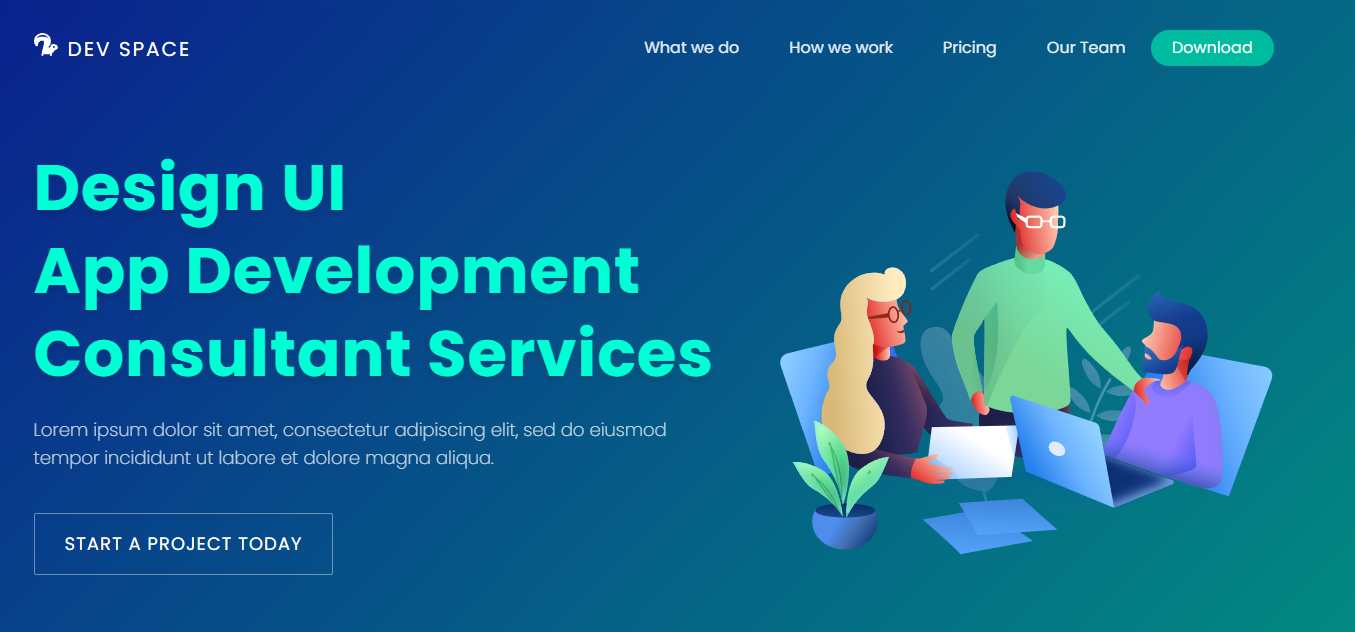 DEV SPACE
What we do
How we work
Pricing
Our Team
Download
Design UI
App Development
Consultant Services
Lorem ipsum dolor sit amet, consectetur adipiscing elit, sed do eiusmod
tempor incididunt ut labore et dolore magna aliqua.
START A PROJECT TODAY